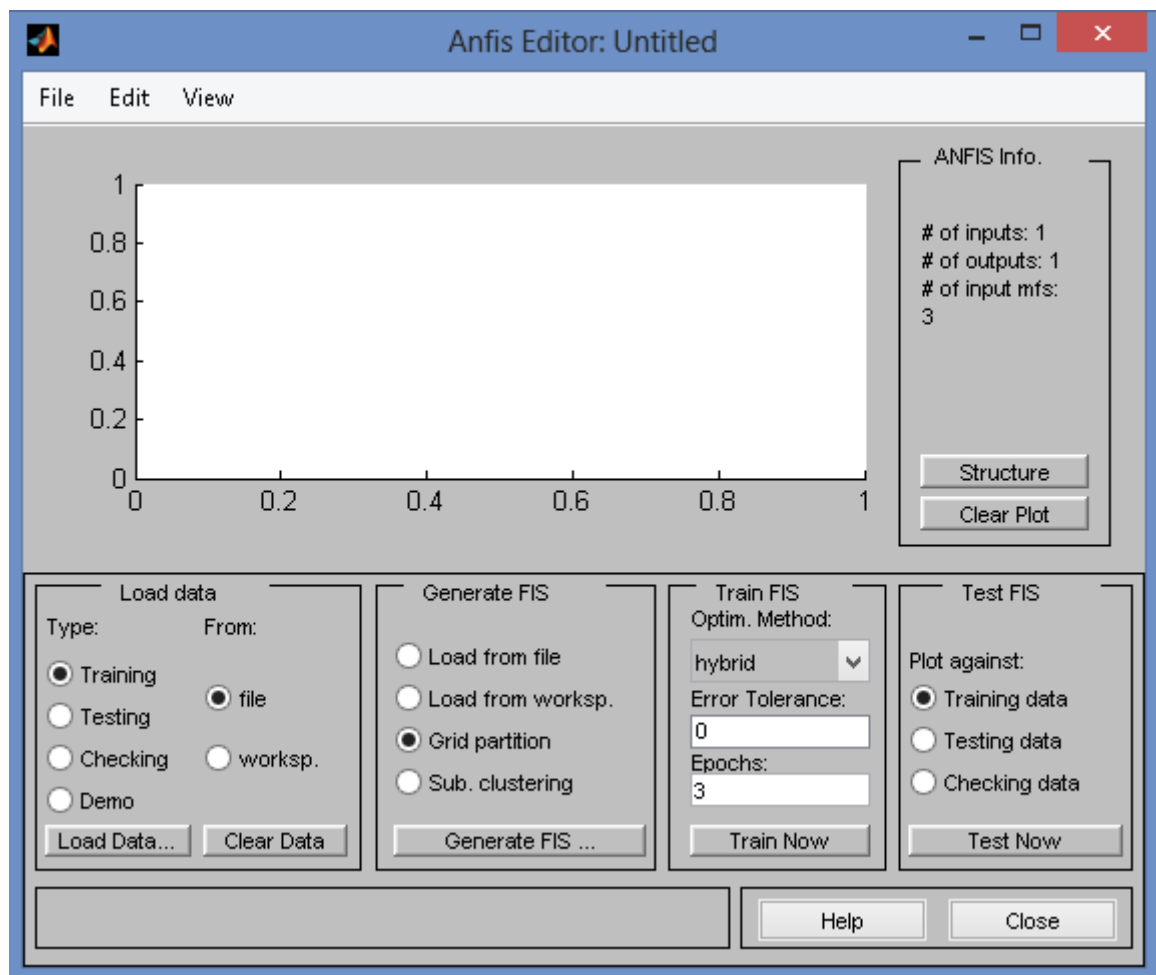 Anfis Editor: Untitled
File Edit View
1
0.8
0.6
0.4
0.2
0
0 0.2 0.4 0.6 0.8 1
ANFIS Info.
# of inputs: 1
# of outputs: 1
# of input mfs:
3
Structure
Clear Plot
Load data
Type: From:
Training
file
Testing
Checking
worksp.
Demo
Load Data... Clear Data
Generate FIS
Load from file
Load from worksp.
Grid partition
Sub. clustering
Generate FIS ...
Train FIS
Optim. Method:
hybrid
Error Tolerance:
0
Epochs:
3
Train Now
Test FIS
Plot against:
Training data
Testing data
Checking data
Test Now
Help Close